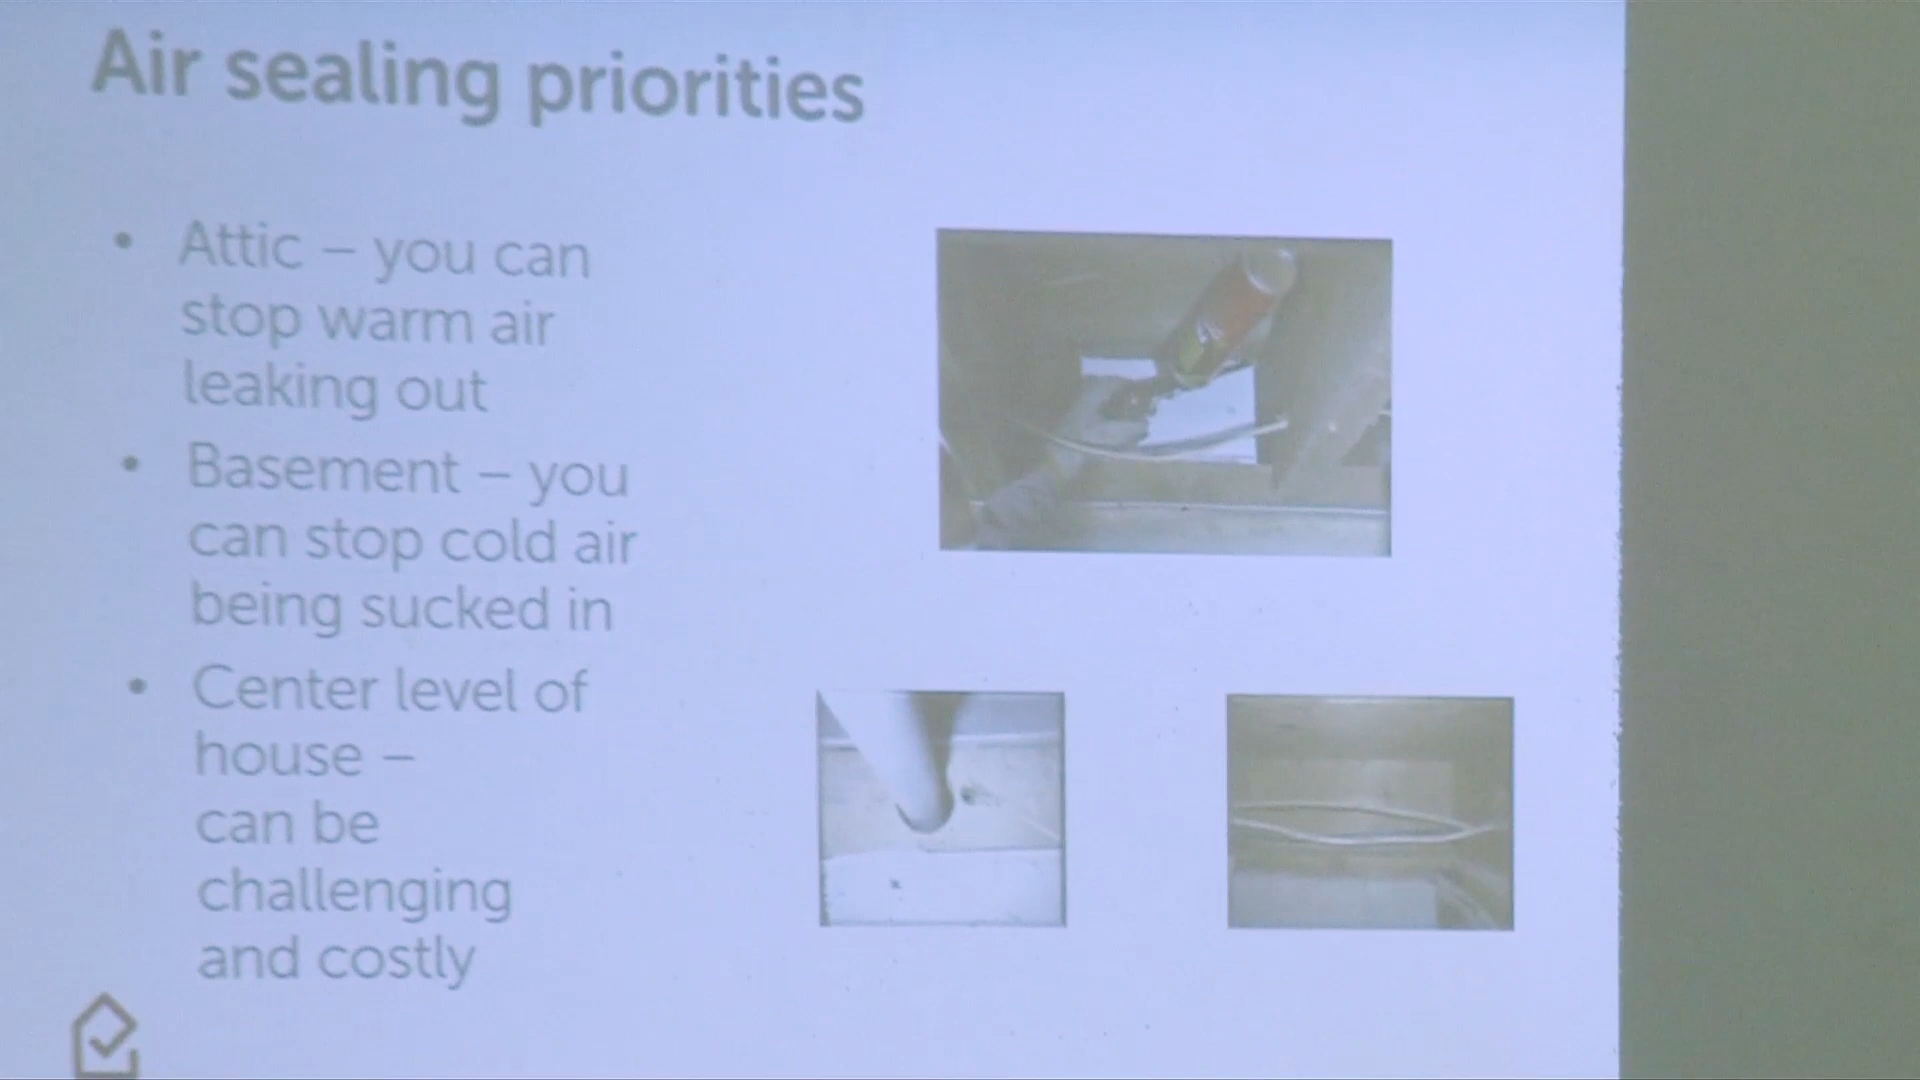 Air sealing priorities
• Attic – you can
stop warm air
leaking out
• Basement – you
can stop cold air
being sucked in
• Center level of
house –
can be
challenging
and costly